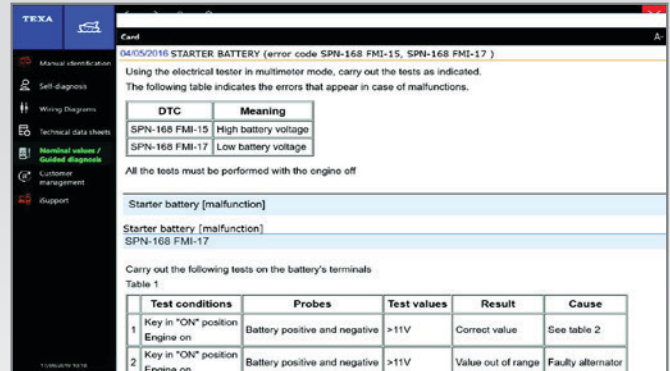 TEXA
Card
A-
04/05/2016 STARTER BATTERY (error code SPN-168 FMI-15, SPN-168 FMI-17 )
Manual identification
Self-diagnosis
Wiring Diagrams
Technical data sheets
Nominal values /
Guided diagnosis
Customer
management
iSupport
Using the electrical tester in multimeter mode, carry out the tests as indicated.
The following table indicates the errors that appear in case of malfunctions.
DTC Meaning
SPN-168 FMI-15 High battery voltage
SPN-168 FMI-17 Low battery voltage
All the tests must be performed with the engine off
Starter battery [malfunction]
Starter battery [malfunction]
SPN-168 FMI-17
Carry out the following tests on the battery's terminals
Table 1
Test conditions Probes Test values Result Cause
1 Key in "ON" position Engine on Battery positive and negative >11V Correct value See table 2
2 Key in "ON" position Engine on Battery positive and negative >11V Value out of range Faulty alternator